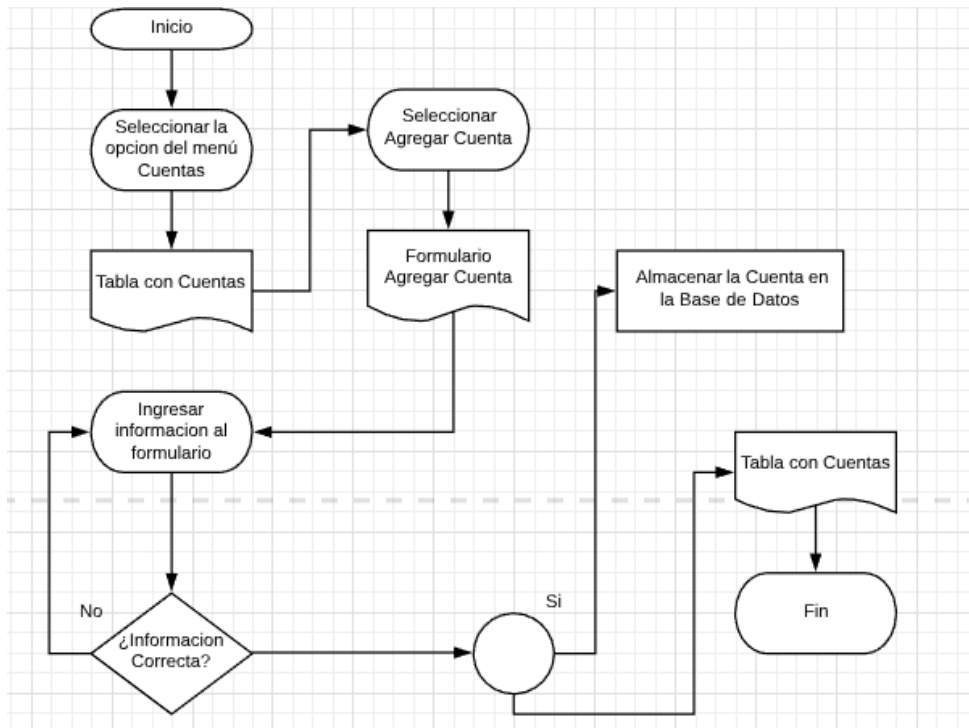 Inicio
Seleccionar la
opcion del menú
Cuentas
Tabla con Cuentas
Seleccionar
Agregar Cuenta
Formulario
Agregar Cuenta
Ingresar
informacion al
formulario
No
¿Informacion
Correcta?
Si
Almacenar la Cuenta en
la Base de Datos
Tabla con Cuentas
Fin